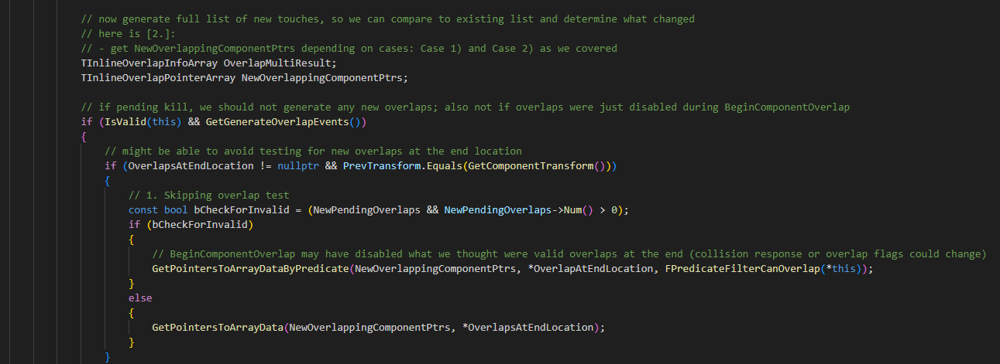 // now generate full list of new touches, so we can compare to existing list and determine what changed
// here is [2.]:
// - get NewOverlappingComponentPtrs depending on cases: Case 1) and Case 2) as we covered
TInlineOverlapInfoArray OverlapMultiResult;
TInlineOverlapPointerArray NewOverlappingComponentPtrs;
// if pending kill, we should not generate any new overlaps; also not if overlaps were just disabled during BeginComponentOverlap
if (IsValid(this) && GetGenerateOverlapEvents())
{
// might be able to avoid testing for new overlaps at the end location
if (OverlapsAtEndLocation != nullptr && PrevTransform.Equals(GetComponentTransform()))
{
// 1. Skipping overlap test
const bool bCheckForInvalid = (NewPendingOverlaps && NewPendingOverlaps->Num() > 0);
if (bCheckForInvalid)
{
// BeginComponentOverlap may have disabled what we thought were valid overlaps at the end (collision response or overlap flags could change)
GetPointersToArrayDataByPredicate(NewOverlappingComponentPtrs, *OverlapAtEndLocation, FPredicateFilterCanOverlap(*this));
}
else
{
GetPointersToArrayData(NewOverlappingComponentPtrs, *OverlapsAtEndLocation);
}
}